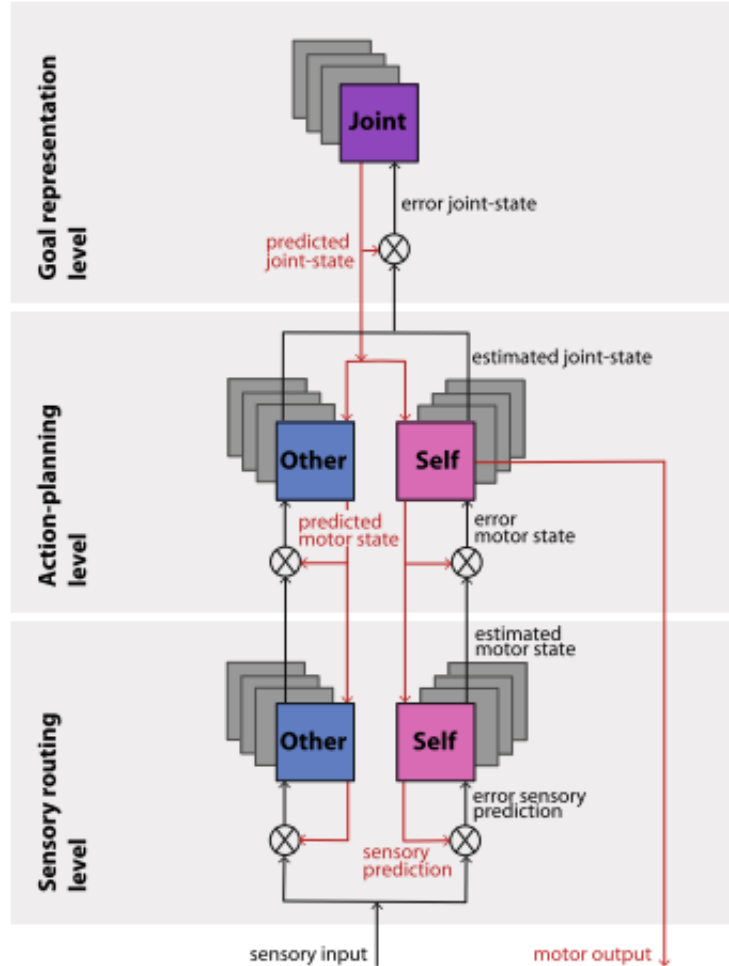 Goal representation
level
Joint
error joint-state
predicted
joint-state
Action-planning
level
estimated joint-state
Other
Self
predicted
motor state
error
motor state
Sensory routing
level
estimated
motor state
Other
Self
error sensory
prediction
sensory
prediction
sensory input
motor output